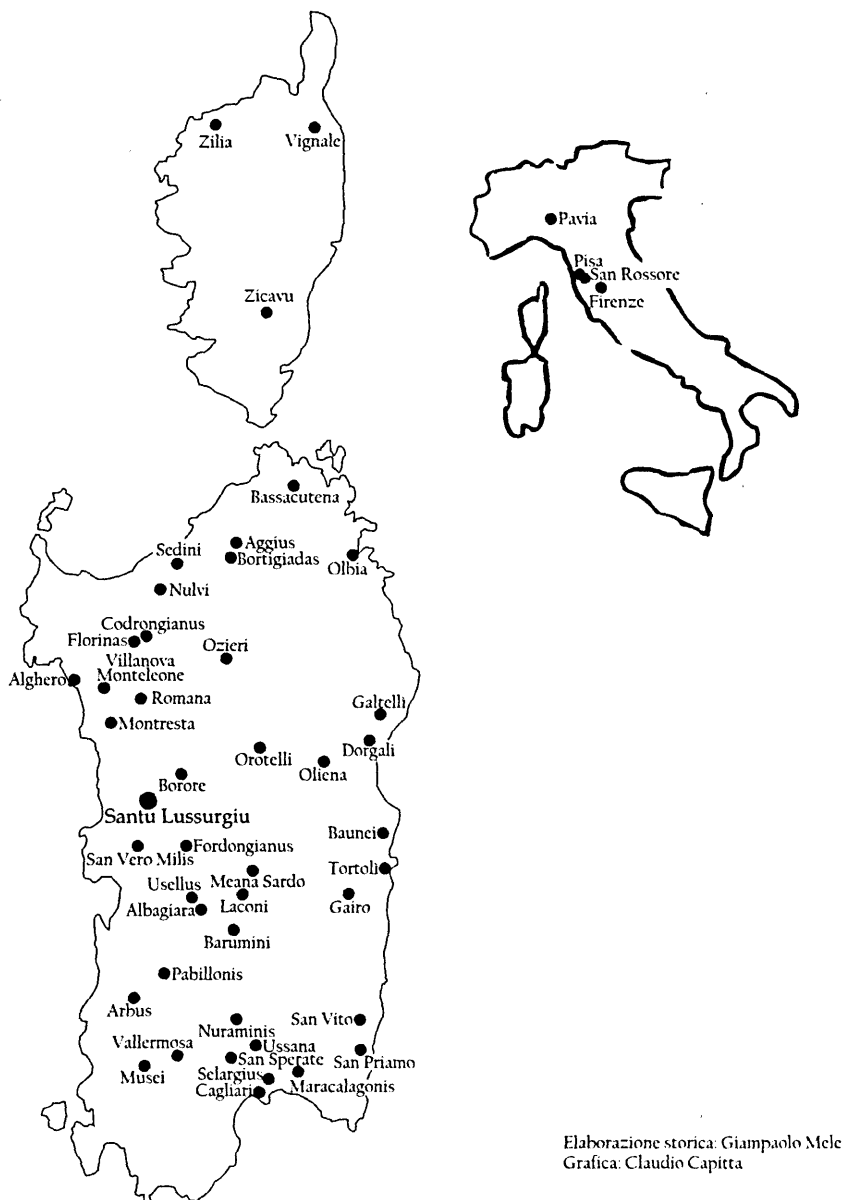 Zilia
Vignale
Zicavu
Pavia
Pisa
San Rossore
Firenze
Bassacutena
Aggius
Bortigiadas
Sedini
Olbia
Nulvi
Codrongianus
Florinas
Ozieri
Villanova
Monteleone
Alghero
Romana
Galtellì
Montresta
Dorgali
Orotelli
Oliena
Borore
Santu Lussurgiu
Baunei
Fordongianus
San Vero Milis
Tortolì
Meana Sardo
Usellus
Laconi
Gairo
Albagiara
Barumini
Pabillonis
Arbus
San Vito
Nuraminis
Vallermosa
Ussana
San Sperate
San Priamo
Musei
Selargius
Maracalagonis
Cagliari
Elaborazione storica: Giampaolo Mele
Grafica: Claudio Capitta